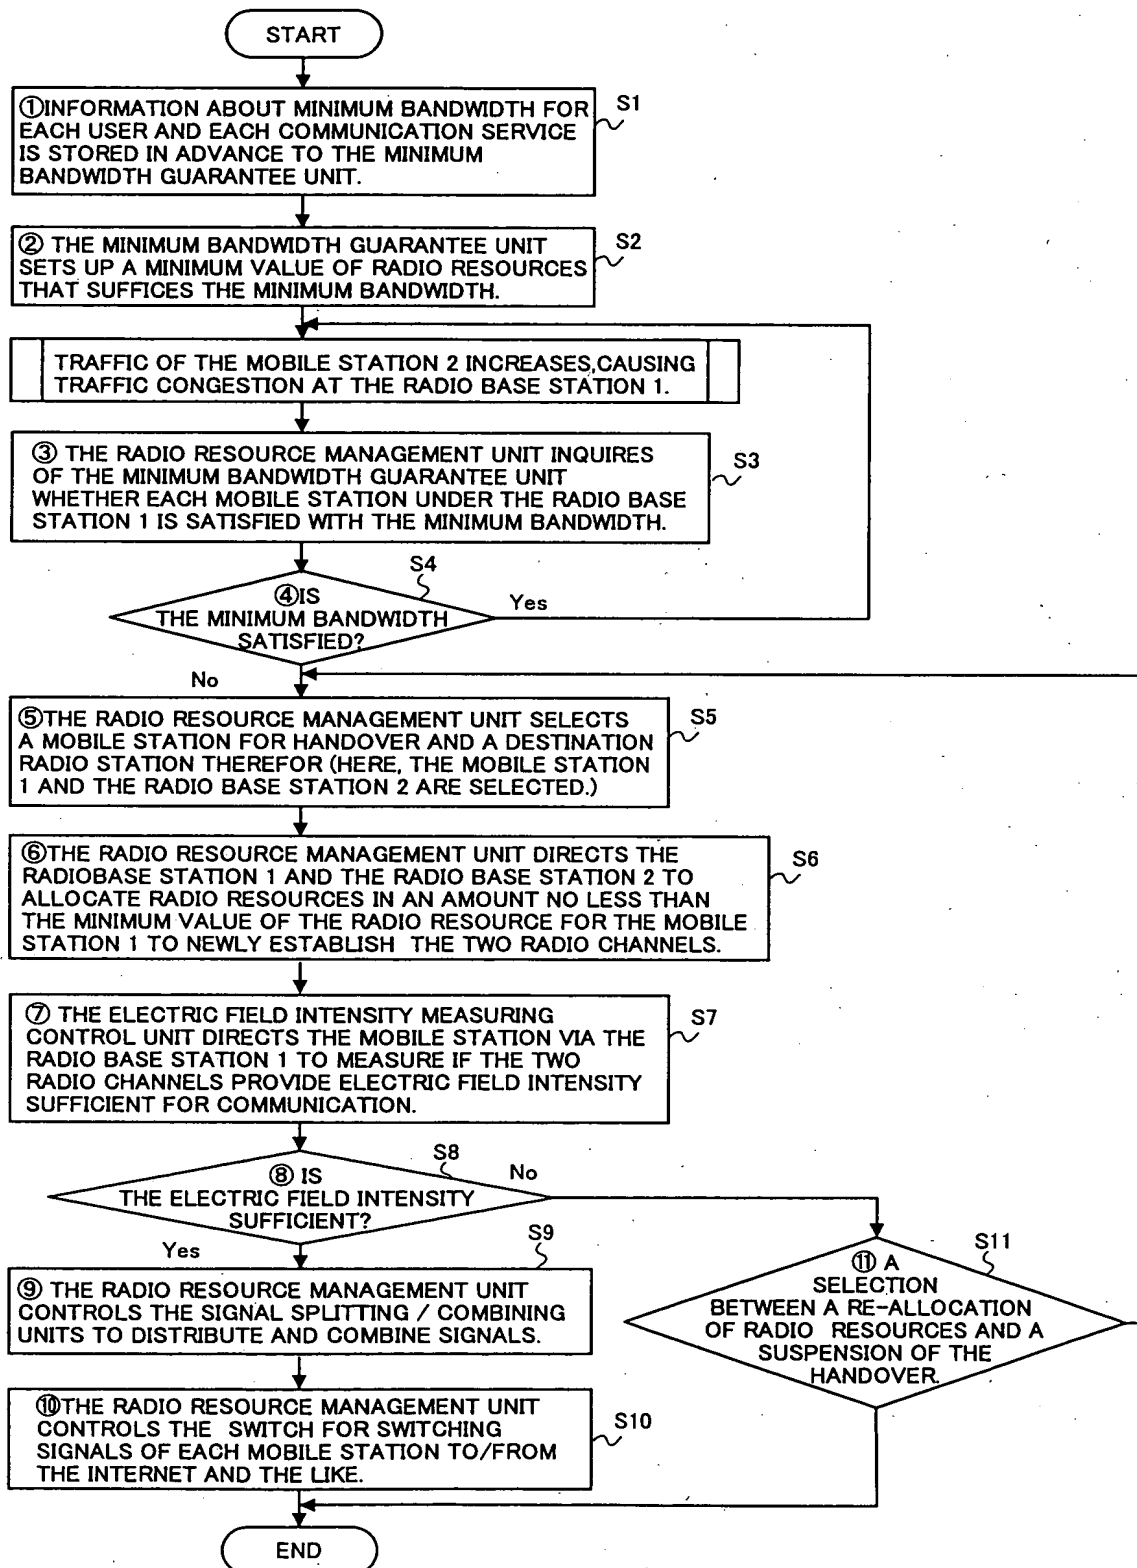 START
①INFORMATION ABOUT MINIMUM BANDWIDTH FOR
EACH USER AND EACH COMMUNICATION SERVICE
IS STORED IN ADVANCE TO THE MINIMUM
BANDWIDTH GUARANTEE UNIT.
S1
② THE MINIMUM BANDWIDTH GUARANTEE UNIT
SETS UP A MINIMUM VALUE OF RADIO RESOURCES
THAT SUFFICES THE MINIMUM BANDWIDTH.
S2
TRAFFIC OF THE MOBILE STATION 2 INCREASES,CAUSING
TRAFFIC CONGESTION AT THE RADIO BASE STATION 1.
③ THE RADIO RESOURCE MANAGEMENT UNIT INQUIRES
OF THE MINIMUM BANDWIDTH GUARANTEE UNIT
WHETHER EACH MOBILE STATION UNDER THE RADIO BASE
STATION 1 IS SATISFIED WITH THE MINIMUM BANDWIDTH.
S3
S4
④IS
THE MINIMUM BANDWIDTH
SATISFIED?
Yes
No
⑤THE RADIO RESOURCE MANAGEMENT UNIT SELECTS
A MOBILE STATION FOR HANDOVER AND A DESTINATION
RADIO STATION THEREFOR (HERE, THE MOBILE STATION
1 AND THE RADIO BASE STATION 2 ARE SELECTED.)
S5
⑥THE RADIO RESOURCE MANAGEMENT UNIT DIRECTS THE
RADIOBASE STATION 1 AND THE RADIO BASE STATION 2 TO
ALLOCATE RADIO RESOURCES IN AN AMOUNT NO LESS THAN
THE MINIMUM VALUE OF THE RADIO RESOURCE FOR THE MOBILE
STATION 1 TO NEWLY ESTABLISH THE TWO RADIO CHANNELS.
S6
⑦ THE ELECTRIC FIELD INTENSITY MEASURING
CONTROL UNIT DIRECTS THE MOBILE STATION VIA THE
RADIO BASE STATION 1 TO MEASURE IF THE TWO
RADIO CHANNELS PROVIDE ELECTRIC FIELD INTENSITY
SUFFICIENT FOR COMMUNICATION.
S7
S8
⑧ IS
THE ELECTRIC FIELD INTENSITY
SUFFICIENT?
No
Yes
S9
⑨ THE RADIO RESOURCE MANAGEMENT UNIT
CONTROLS THE SIGNAL SPLITTING / COMBINING
UNITS TO DISTRIBUTE AND COMBINE SIGNALS.
S11
⑪ A
SELECTION
BETWEEN A RE-ALLOCATION
OF RADIO RESOURCES AND A
SUSPENSION OF THE
HANDOVER.
⑩THE RADIO RESOURCE MANAGEMENT UNIT
CONTROLS THE SWITCH FOR SWITCHING
SIGNALS OF EACH MOBILE STATION TO/FROM
THE INTERNET AND THE LIKE.
S10
END